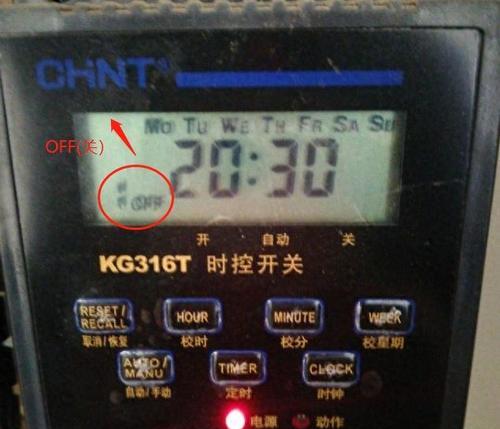 CHNT
MO TU WE TH FR SA SU
OFF(关)
20:30
OFF
开 自动 关
KG316T 时控开关
RESET/RECALL HOUR MINUTE WEEK
取消/恢复 校时 校分 校星期
AUTO/MANU TIMER CLOCK
自动/手动 定时 时钟
电源 动作